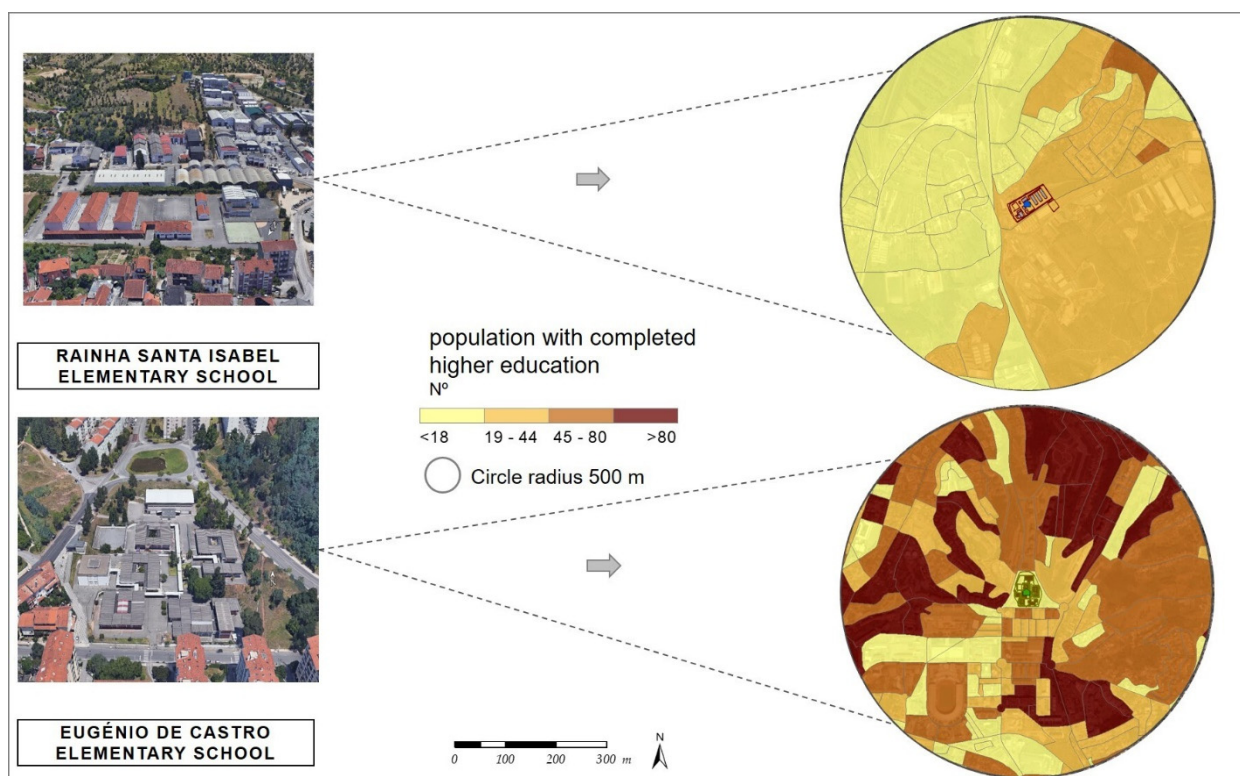 RAINHA SANTA ISABEL
ELEMENTARY SCHOOL
population with completed
higher education
Nº
<18 19 - 44 45 - 80 >80
Circle radius 500 m
EUGÉNIO DE CASTRO
ELEMENTARY SCHOOL
N
0 100 200 300 m